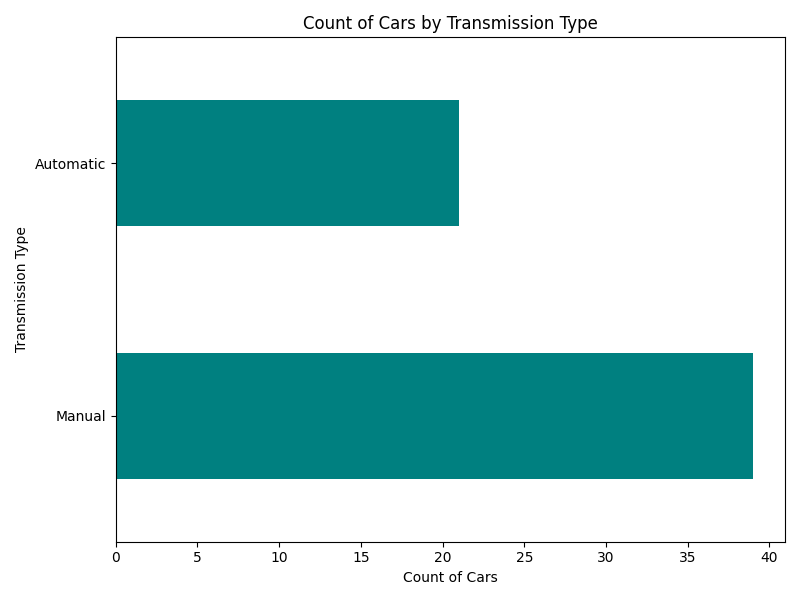 Count of Cars by Transmission Type
Transmission Type
Automatic
Manual
0 5 10 15 20 25 30 35 40
Count of Cars